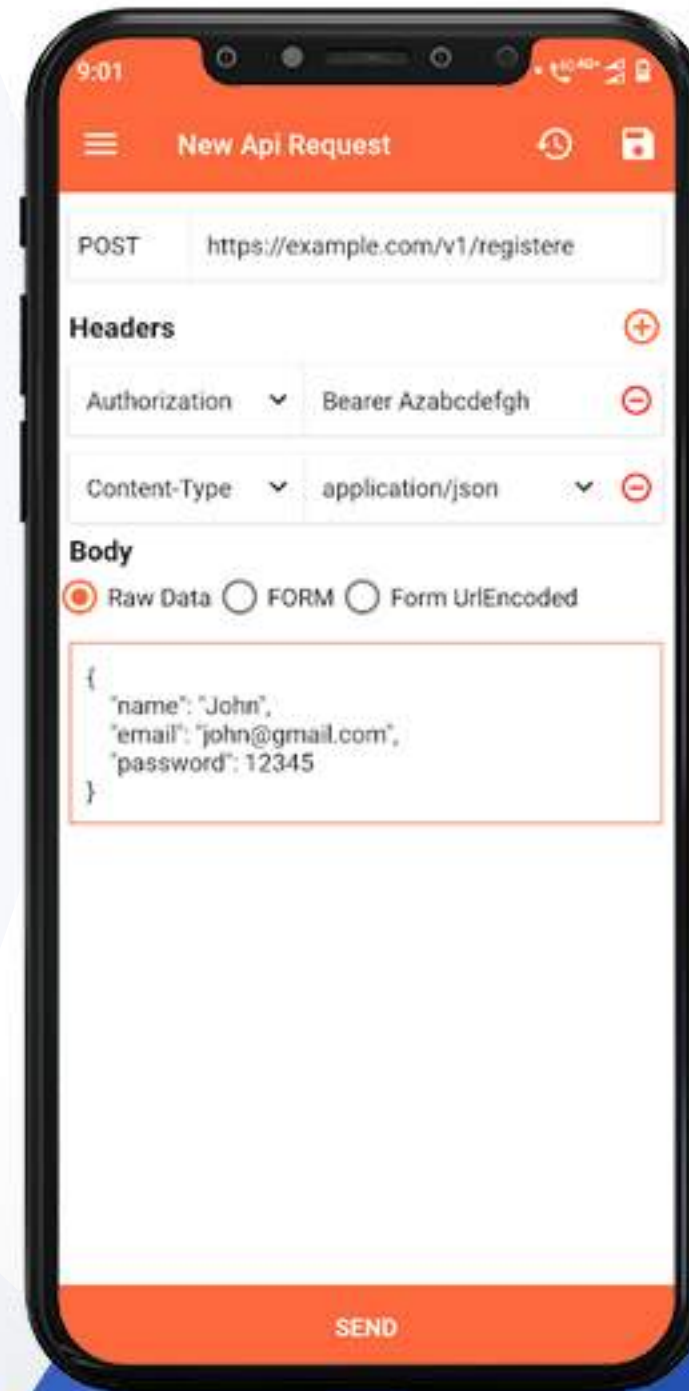 9:01
New Api Request
POST https://example.com/v1/registere
Headers
Authorization Bearer Azabcdefgh
Content-Type application/json
Body
Raw Data FORM Form UrlEncoded
{
"name": "John",
"email": "john@gmail.com",
"password": 12345
}
SEND